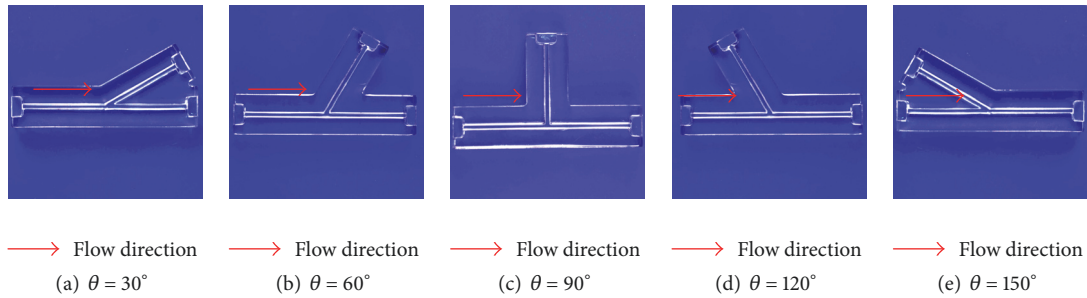 Flow direction Flow direction Flow direction Flow direction Flow direction
(a) θ = 30° (b) θ = 60° (c) θ = 90° (d) θ = 120° (e) θ = 150°